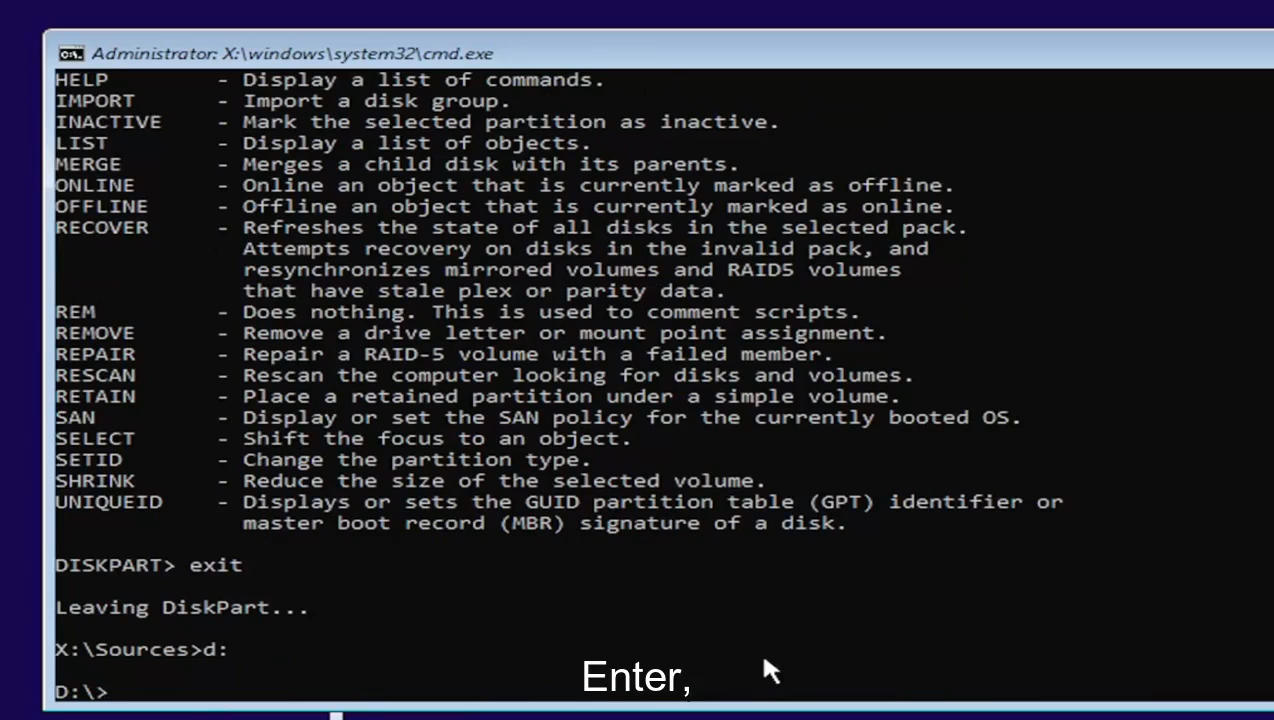 Administrator: X:\windows\system32\cmd.exe
HELP - Display a list of commands.
IMPORT - Import a disk group.
INACTIVE - Mark the selected partition as inactive.
LIST - Display a list of objects.
MERGE - Merges a child disk with its parents.
ONLINE - Online an object that is currently marked as offline.
OFFLINE - Offline an object that is currently marked as online.
RECOVER - Refreshes the state of all disks in the selected pack.
Attempts recovery on disks in the invalid pack, and
resynchronizes mirrored volumes and RAID5 volumes
that have stale plex or parity data.
REM - Does nothing. This is used to comment scripts.
REMOVE - Remove a drive letter or mount point assignment.
REPAIR - Repair a RAID-5 volume with a failed member.
RESCAN - Rescan the computer looking for disks and volumes.
RETAIN - Place a retained partition under a simple volume.
SAN - Display or set the SAN policy for the currently booted OS.
SELECT - Shift the focus to an object.
SETID - Change the partition type.
SHRINK - Reduce the size of the selected volume.
UNIQUEID - Displays or sets the GUID partition table (GPT) identifier or
master boot record (MBR) signature of a disk.
DISKPART> exit
Leaving DiskPart...
X:\Sources>d:
D:\>
Enter,